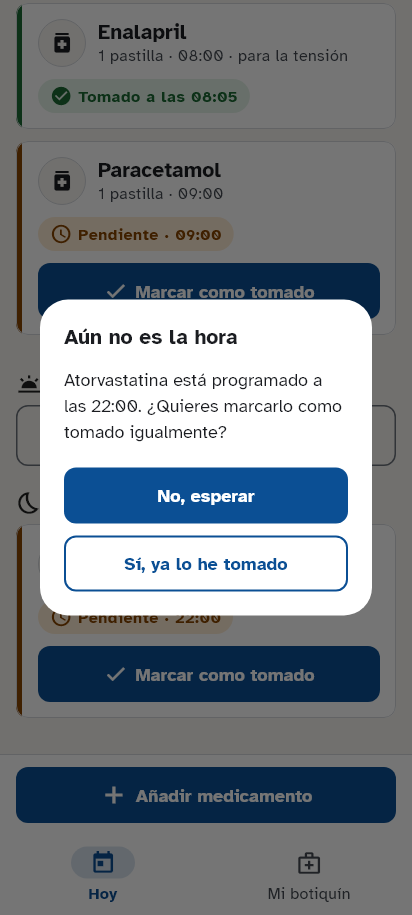 Enalapril
1 pastilla · 08:00 · para la tensión
Tomado a las 08:05
Paracetamol
1 pastilla · 09:00
Pendiente · 09:00
Marcar como tomado
Aún no es la hora
Atorvastatina está programado a
las 22:00. ¿Quieres marcarlo como
tomado igualmente?
No, esperar
Sí, ya lo he tomado
Pendiente · 22:00
Marcar como tomado
Añadir medicamento
Hoy
Mi botiquín